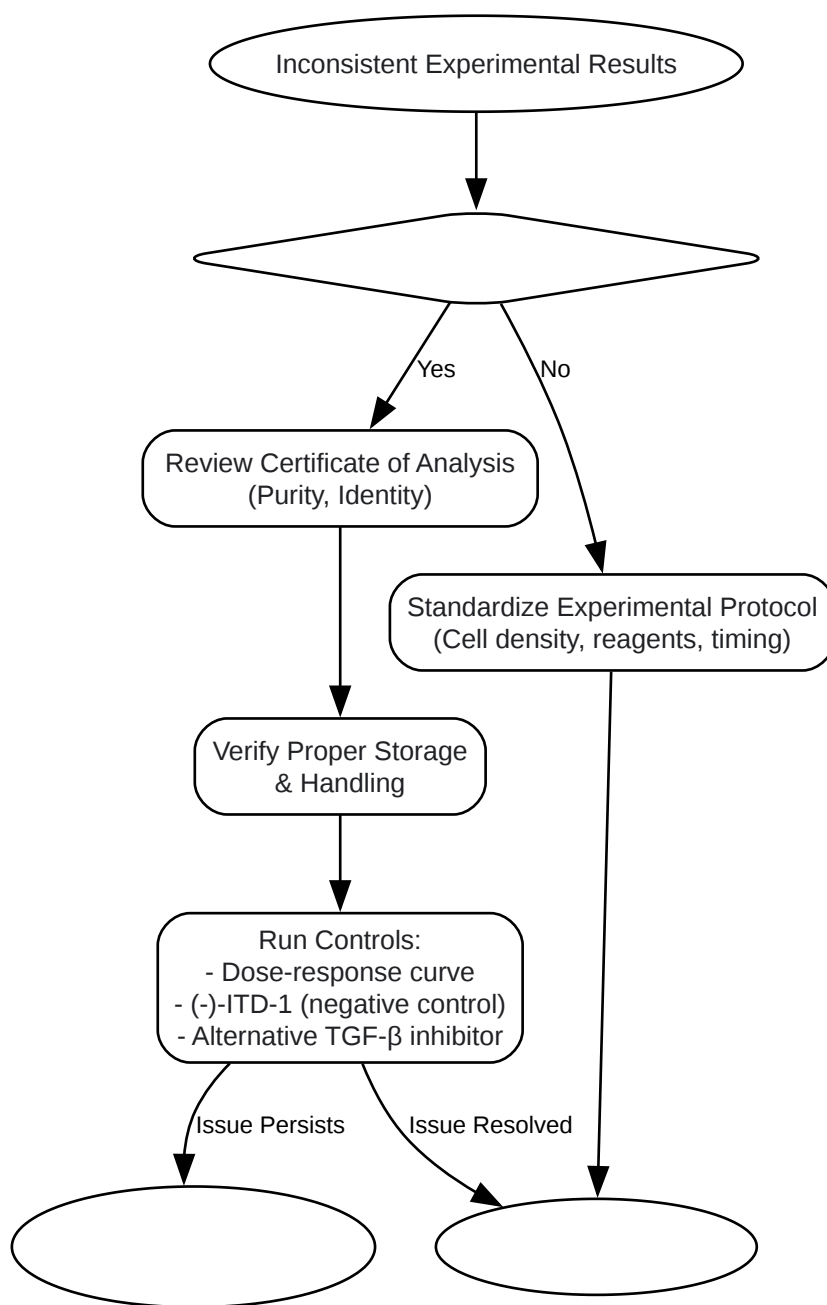 Inconsistent Experimental Results
Yes
No
Review Certificate of Analysis
(Purity, Identity)
Standardize Experimental Protocol
(Cell density, reagents, timing)
Verify Proper Storage
& Handling
Run Controls:
- Dose-response curve
- (-)-ITD-1 (negative control)
- Alternative TGF-β inhibitor
Issue Persists
Issue Resolved